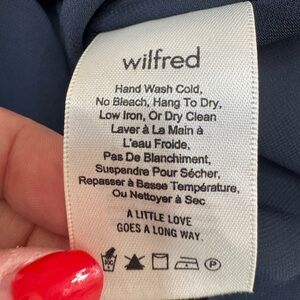 wilfred
Hand Wash Cold,
No Bleach, Hang To Dry,
Low Iron, Or Dry Clean
Laver à La Main à
L'eau Froide,
Pas De Blanchiment,
Suspendre Pour Sécher,
Repasser à Basse Température,
Ou Nettoyer à Sec
A LITTLE LOVE
GOES A LONG WAY.
P